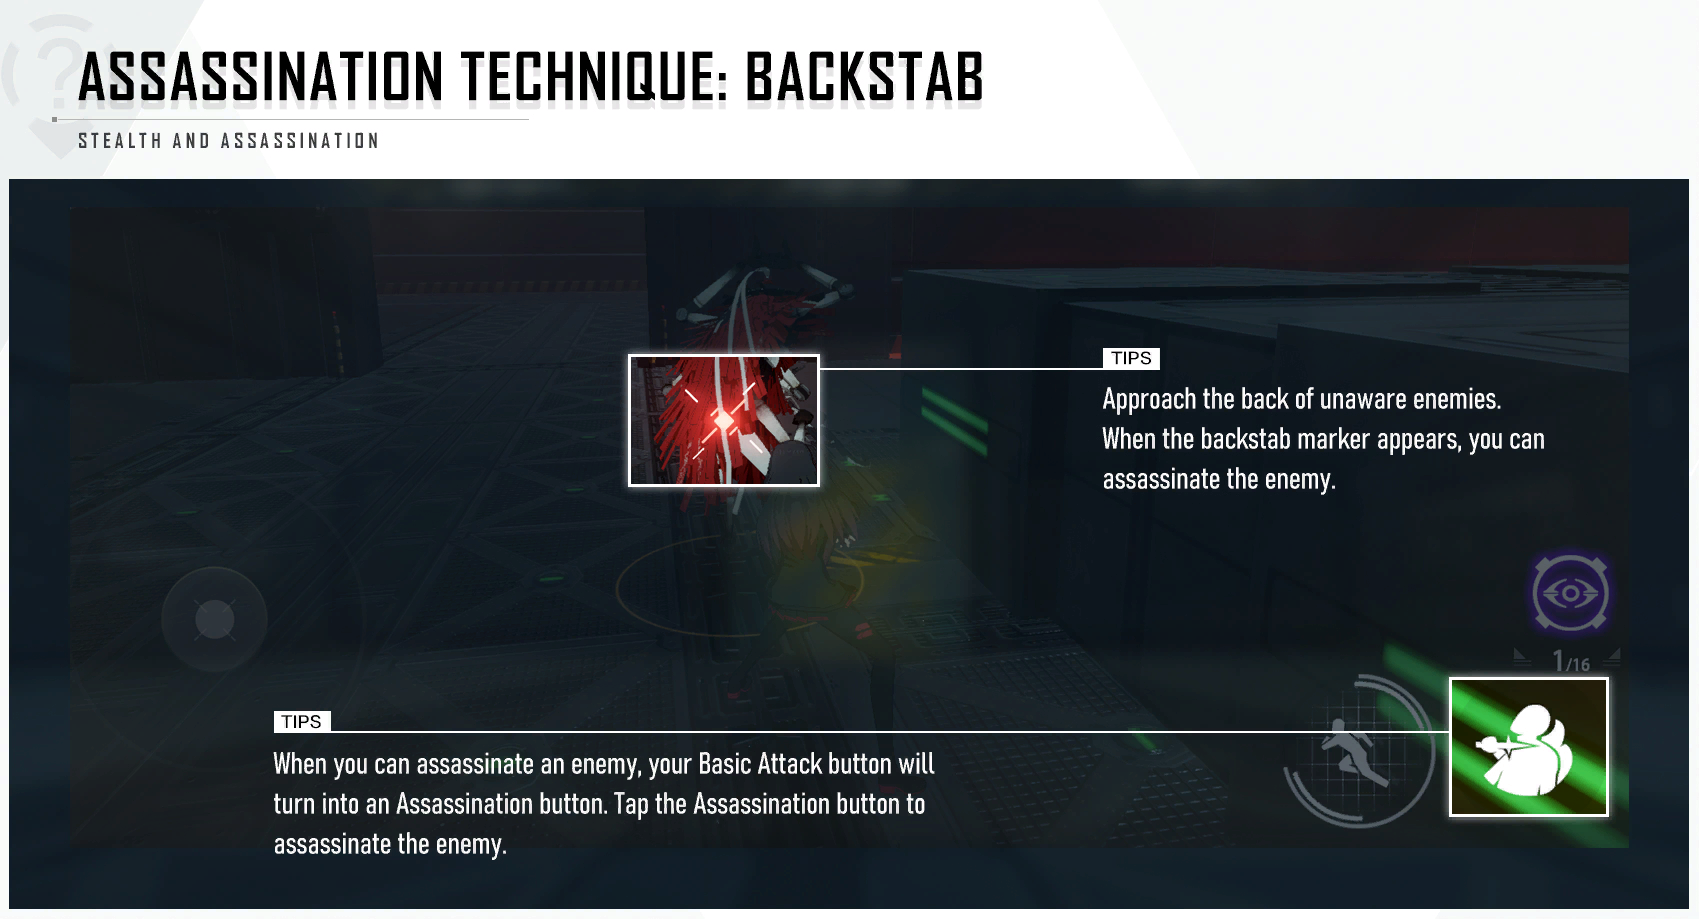 ASSASSINATION TECHNIQUE: BACKSTAB
STEALTH AND ASSASSINATION
TIPS
Approach the back of unaware enemies.
When the backstab marker appears, you can
assassinate the enemy.
1/16
TIPS
When you can assassinate an enemy, your Basic Attack button will
turn into an Assassination button. Tap the Assassination button to
assassinate the enemy.